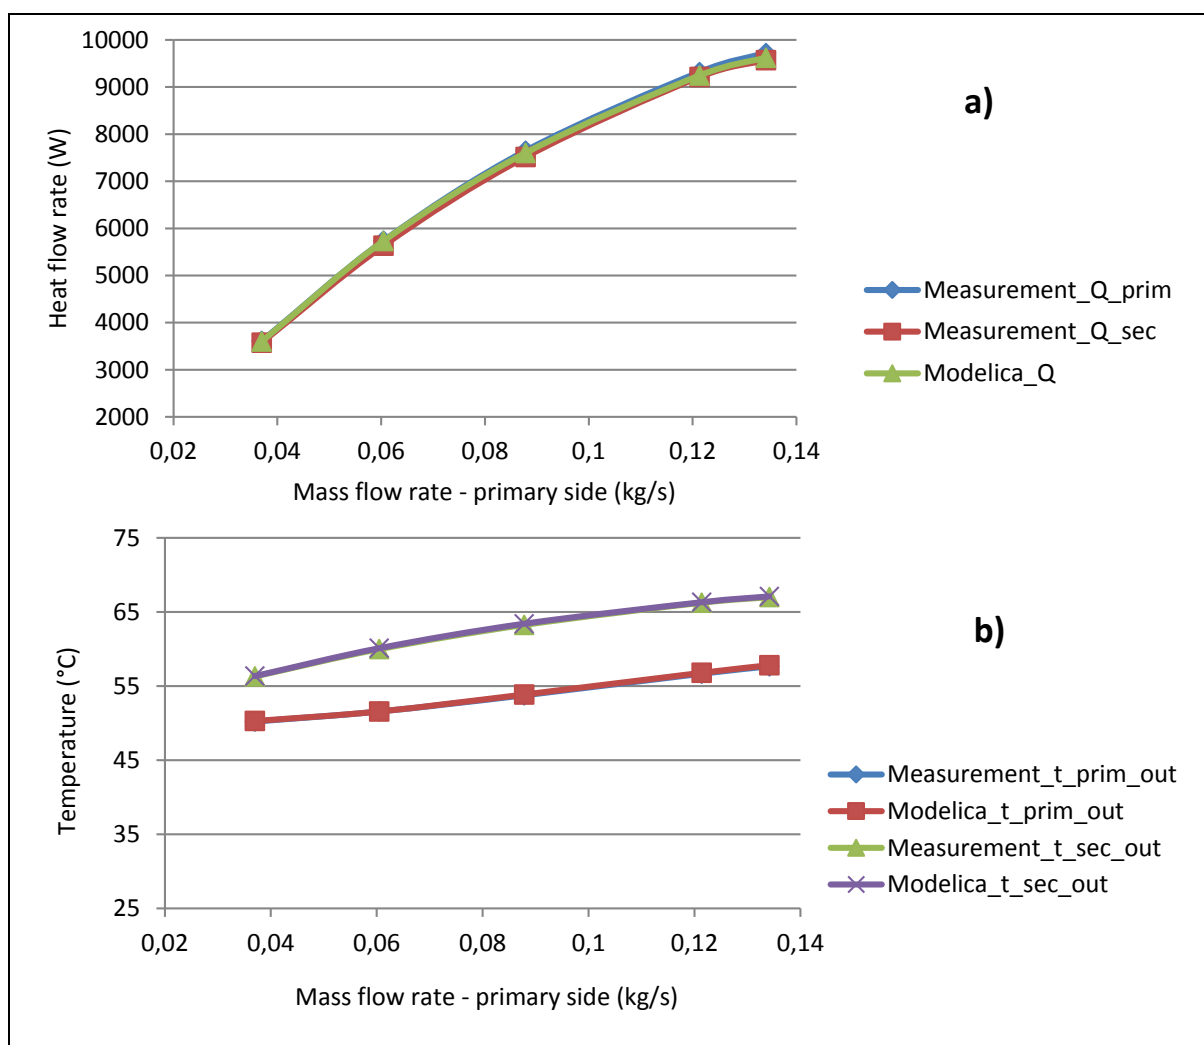 10000
9000
8000
7000
6000
5000
4000
3000
2000
Heat flow rate (W)
0,02 0,04 0,06 0,08 0,1 0,12 0,14
Mass flow rate - primary side (kg/s)
a)
Measurement_Q_prim
Measurement_Q_sec
Modelica_Q
75
65
55
45
35
25
Temperature (°C)
0,02 0,04 0,06 0,08 0,1 0,12 0,14
Mass flow rate - primary side (kg/s)
b)
Measurement_t_prim_out
Modelica_t_prim_out
Measurement_t_sec_out
Modelica_t_sec_out